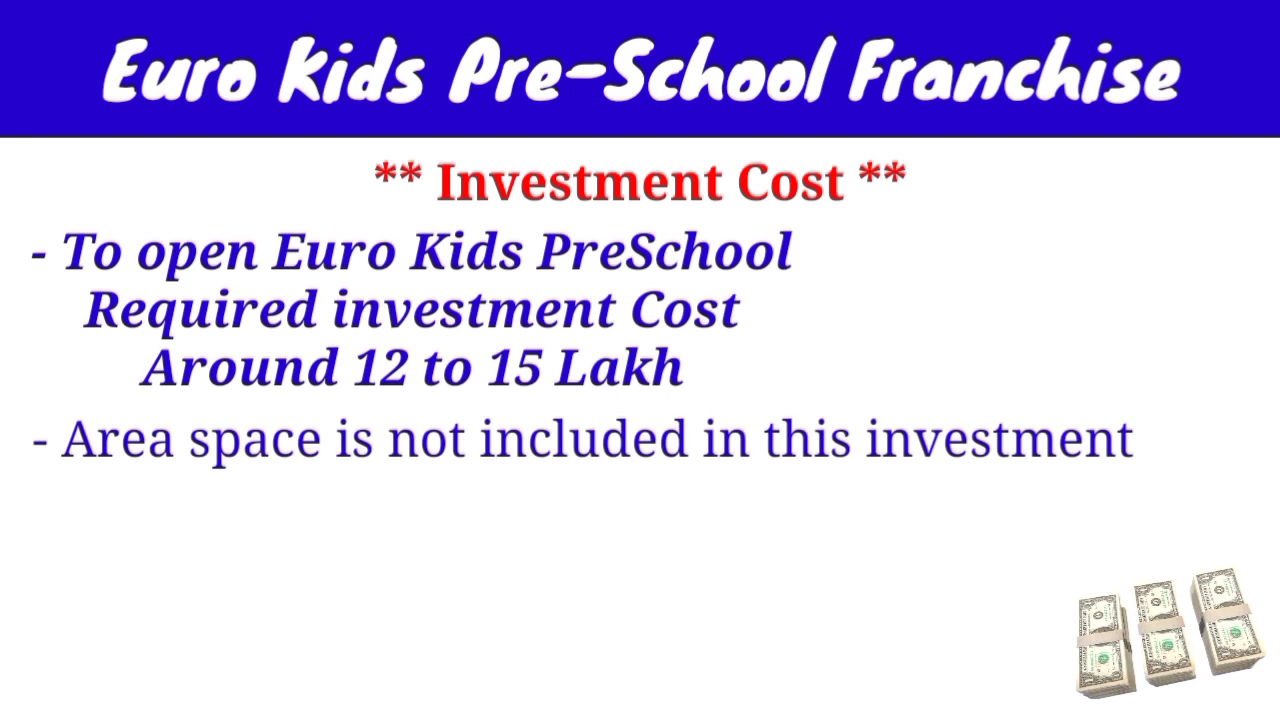 Euro Kids Pre-School Franchise
** Investment Cost **
- To open Euro Kids PreSchool
Required investment Cost
Around 12 to 15 Lakh
- Area space is not included in this investment